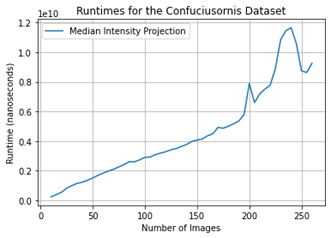 Runtimes for the Confuciusornis Dataset
1e10
Median Intensity Projection
1.2
1.0
0.8
0.6
0.4
0.2
0.0
Runtime (nanoseconds)
0
50
100
150
200
250
Number of Images